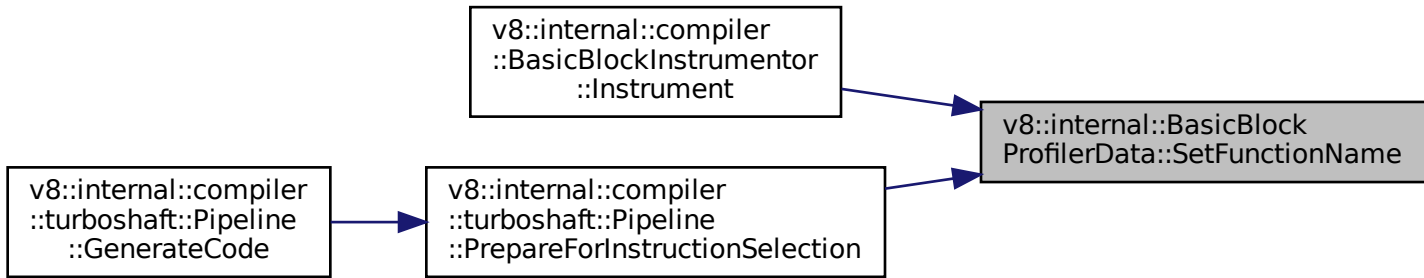 v8::internal::compiler
::BasicBlockInstrumentor
::Instrument
v8::internal::BasicBlock
ProfilerData::SetFunctionName
v8::internal::compiler
::turboshaft::Pipeline
::GenerateCode
v8::internal::compiler
::turboshaft::Pipeline
::PrepareForInstructionSelection